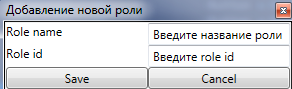 Добавление новой роли
Role name Введите название роли
Role id Введите role id
Save Cancel